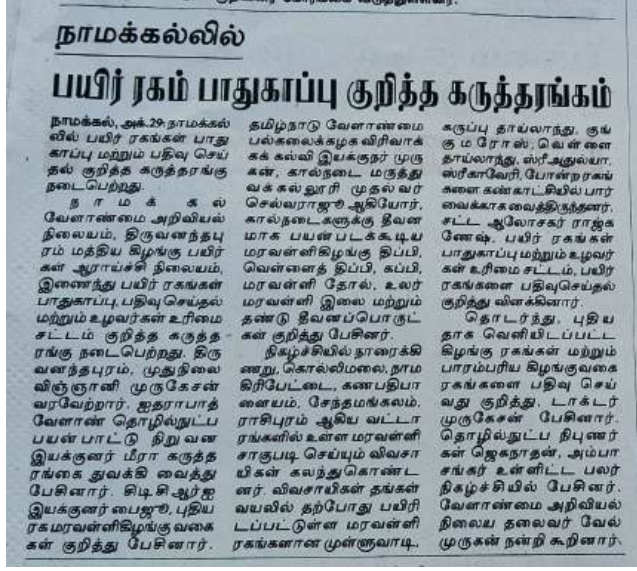 நாமக்கல்லில்
பயிர் ரகம் பாதுகாப்பு குறித்த கருத்தரங்கம்
நாமக்கல், அக்.29: நாமக்கல்
லில் பயிர் ரகங்கள் பாது
காப்பு மற்றும் பதிவு செய்
தல் குறித்த கருத்தரங்கு
நடைபெற்றது.
நாமக்கல்
வேளாண்மை அறிவியல்
நிலையம், திருவனந்தபு
ரம் மத்திய கிழங்கு பயிர்
கள் ஆராய்ச்சி நிலையம்,
இணைந்து பயிர் ரகங்கள்
பாதுகாப்பு, பதிவு செய்தல்
மற்றும் உழவர்கள் உரிமை
சட்டம் குறித்த கருத்த
ரங்கு நடைபெற்றது. திரு
வனந்தபுரம், முதுநிலை
விஞ்ஞானி முருகேசன்
வரவேற்றார். ஐதராபாத்
வேளாண் தொழில்நுட்ப
பயன்பாட்டு நிறுவன
இயக்குனர் மீரா கருத்த
ரங்கை துவக்கி வைத்து
பேசினார். சிடிசிஆர்ஐ
இயக்குனர் பைஜூ, புதிய
ரக மரவள்ளிகிழங்கு வகை
கள் குறித்து பேசினார்.
தமிழ்நாடு வேளாண்மை
பல்கலைக்கழக விரிவாக்
கக் கல்வி இயக்குநர் முரு
கன், கால்நடை மருத்து
வக்கல்லூரி முதல்வர்
செல்வராஜூ ஆகியோர்,
கால்நடைகளுக்கு தீவன
மாக பயன்படக்கூடிய
மரவள்ளிகிழங்கு திப்பி,
வெள்ளைத் திப்பி, கப்பி,
மரவள்ளி தோல், உலர்
மரவள்ளி இலை மற்றும்
தண்டு தீவனப்பொருட்
கள் குறித்து பேசினர்.
நிகழ்ச்சியில் நாரைக்கி
ணறு, கொல்லிமலை, நாம
கிரிபேட்டை, கணபதிபா
ளையம், சேந்தமங்கலம்,
ராசிபுரம் ஆகிய வட்டா
ரங்களில் உள்ள மரவள்ளி
சாகுபடி செய்யும் விவசா
யிகள் கலந்துகொண்ட
னர். விவசாயிகள் தங்கள்
வயலில் தற்போது பயிரி
டப்பட்டுள்ள மரவள்ளி
ரகங்களான முள்ளுவாடி,
கருப்பு தாய்லாந்து, குங்
கும ரோஸ், வெள்ளை
தாய்லாந்து, ஸ்ரீஅதுல்யா,
ஸ்ரீகாவேரி, போன்ற ரகங்
களை கண்காட்சியில் பார்
வைக்காக வைத்திருந்தனர்.
சட்ட ஆலோசகர் ராஜக
ணேஷ், பயிர் ரகங்கள்
பாதுகாப்பு மற்றும் உழவர்
கள் உரிமை சட்டம், பயிர்
ரகங்களை பதிவுசெய்தல்
குறித்து விளக்கினார்.
தொடர்ந்து, புதிய
தாக வெளியிடப்பட்ட
கிழங்கு ரகங்கள் மற்றும்
பாரம்பரிய கிழங்குவகை
ரகங்களை பதிவு செய்
வது குறித்து, டாக்டர்
முருகேசன் பேசினார்.
தொழில்நுட்ப நிபுணர்
கள் ஜெகநாதன், அம்பா
சங்கர் உள்ளிட்ட பலர்
நிகழ்ச்சியில் பேசினர்.
வேளாண்மை அறிவியல்
நிலைய தலைவர் வேல்
முருகன் நன்றி கூறினார்.